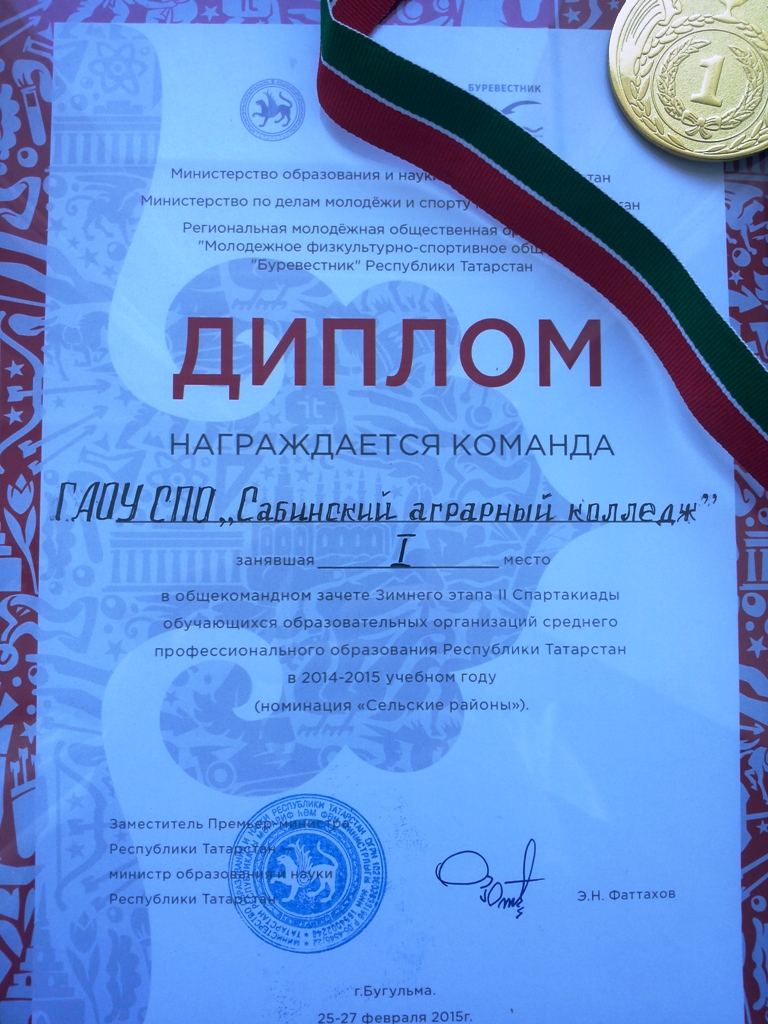 БУРЕВЕСТНИК
1
Министерство образования и
Министерство по делам молодёжи и спорту
Региональная молодёжная общественная
"Молодежное физкультурно-спортивное
"Буревестник" Республики Татарстан
ДИПЛОМ
НАГРАЖДАЕТСЯ КОМАНДА
ГАОУ СПО „Сабинский аграрный колледж”
занявшая I место
в общекомандном зачете Зимнего этапа II Спартакиады
обучающихся образовательных организаций среднего
профессионального образования Республики Татарстан
в 2014-2015 учебном году
(номинация «Сельские районы»).
Заместитель Премьер-министра
Республики Татарстан –
министр образования и науки
Республики Татарстан
Э.Н. Фаттахов
г.Бугульма.
25-27 февраля 2015г.